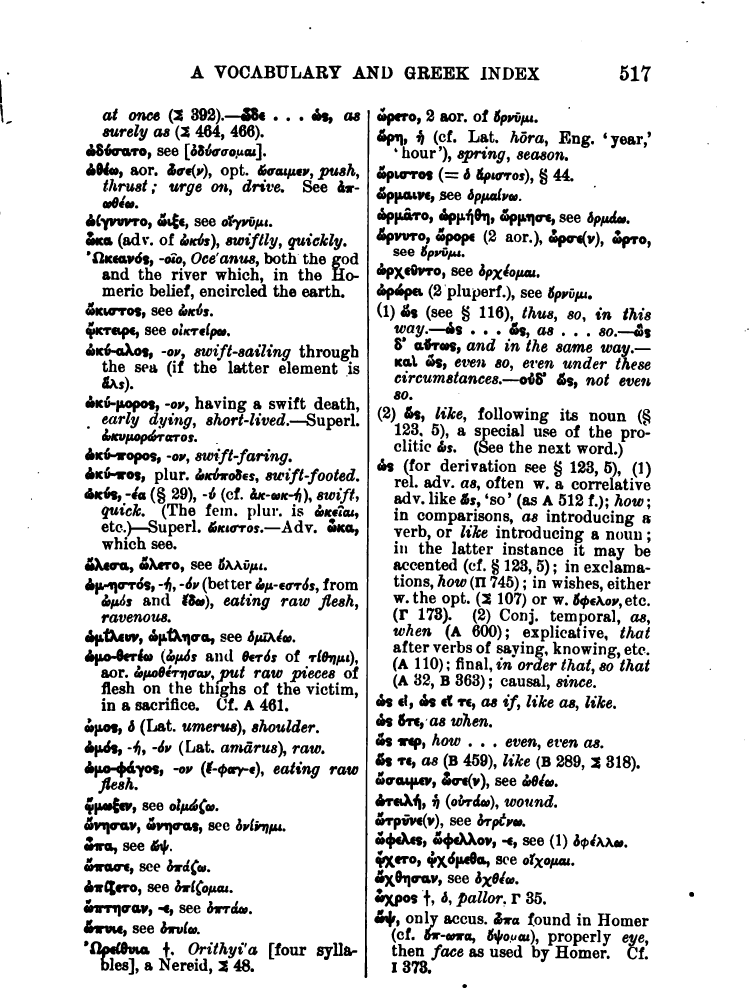 A VOCABULARY AND GREEK INDEX 517
at once (Σ 392).—ὧδε . . . ὡς, as
surely as (Σ 464, 466).
ὠδύσατο, see [ὀδύσσομαι].
ὠθέω, aor. ὦσε(ν), opt. ὤσαιμεν, push,
thrust; urge on, drive. See ἀπ-
ωθέω.
ὠίγνυντο, ὤιξε, see οἴγνῡμι.
ὦκα (adv. of ὠκύς), swiftly, quickly.
Ὠκεανός, -οῖο, Oce´anus, both the god
and the river which, in the Ho-
meric belief, encircled the earth.
ὤκιστος, see ὠκύς.
ᾤκτειρε, see οἰκτείρω.
ὠκύ-αλος, -ον, swift-sailing through
the sea (if the latter element is
ἅλς).
ὠκύ-μορος, -ον, having a swift death,
early dying, short-lived.—Superl.
ὠκυμορώτατος.
ὠκύ-πορος, -ον, swift-faring.
ὠκύ-πος, plur. ὠκύποδες, swift-footed.
ὠκύς, -έα (§ 29), -ύ (cf. ἀκ-ωκ-ή), swift,
quick. (The fem. plur. is ὠκεῖαι,
etc.)—Superl. ὤκιστος.—Adv. ὦκα,
which see.
ὤλεσα, ὤλετο, see ὄλλῡμι.
ὠμ-ηστής, -ή, -όν (better ὠμ-εστός, from
ὠμός and ἔδω), eating raw flesh,
ravenous.
ὡμίλευν, ὡμίλησα, see ὁμῑλέω.
ὠμο-θετέω (ὠμός and θετός of τίθημι),
aor. ὠμοθέτησαν, put raw pieces of
flesh on the thighs of the victim,
in a sacrifice. Cf. A 461.
ὦμος, ὁ (Lat. umerus), shoulder.
ὠμός, -ή, -όν (Lat. amārus), raw.
ὠμο-φάγος, -ον (ἔ-φαγ-ε), eating raw
flesh.
ᾤμωξεν, see οἰμώζω.
ὤνησαν, ὤνησας, see ὀνίνημι.
ὦπα, see ὤψ.
ὤπασε, see ὀπάζω.
ὠπίζετο, see ὀπίζομαι.
ὤπτησαν, -ε, see ὀπτάω.
ὤπυιε, see ὀπυίω.
Ὠρείθυια †. Orithyi´a [four sylla-
bles], a Nereid, Σ 48.
ὤρετο, 2 aor. of ὄρνῡμι.
ὥρη, ἡ (cf. Lat. hōra, Eng. ‘year,’
‘hour’), spring, season.
ὥριστος (= ὁ ἄριστος), § 44.
ὥρμαινε, see ὁρμαίνω.
ὡρμᾶτο, ὡρμήθη, ὥρμησε, see ὁρμάω.
ὤρνυτο, ὤρορε (2 aor.), ὦρσε(ν), ὦρτο,
see ὄρνῡμι.
ὠρχεῦντο, see ὀρχέομαι.
ὠρώρει (2 pluperf.), see ὄρνῡμι.
(1) ὥς (see § 116), thus, so, in this
way.—ὡς . . . ὥς, as . . . so.—ὣς
δ’ αὔτως, and in the same way.—
καὶ ὥς, even so, even under these
circumstances.—οὐδ’ ὥς, not even
so.
(2) ὥς, like, following its noun (§
123, 5), a special use of the pro-
clitic ὡς. (See the next word.)
ὡς (for derivation see § 123, 5), (1)
rel. adv. as, often w. a correlative
adv. like ὥς, ‘so’ (as A 512 f.); how;
in comparisons, as introducing a
verb, or like introducing a noun;
in the latter instance it may be
accented (cf. § 123, 5); in exclama-
tions, how (Π 745); in wishes, either
w. the opt. (Σ 107) or w. ὄφελον, etc.
(Γ 173). (2) Conj. temporal, as,
when (A 600); explicative, that
after verbs of saying, knowing, etc.
(A 110); final, in order that, so that
(A 32, B 363); causal, since.
ὡς εἰ, ὡς εἴ τε, as if, like as, like.
ὡς ὅτε, as when.
ὥς περ, how . . . even, even as.
ὥς τε, as (B 459), like (B 289, Σ 318).
ὤσαιμεν, ὦσε(ν), see ὠθέω.
ὠτειλή, ἡ (οὐτάω), wound.
ὤτρῡνε(ν), see ὀτρύνω.
ὤφελες, ὤφελλον, -ε, see (1) ὀφέλλω.
ᾤχετο, ᾠχόμεθα, see οἴχομαι.
ὤχθησαν, see ὀχθέω.
ὦχρος †, ὁ, pallor, Γ 35.
ὤψ, only accus. ὦπα found in Homer
(cf. ὄπ-ωπα, ὄψομαι), properly eye,
then face as used by Homer. Cf.
I 373.